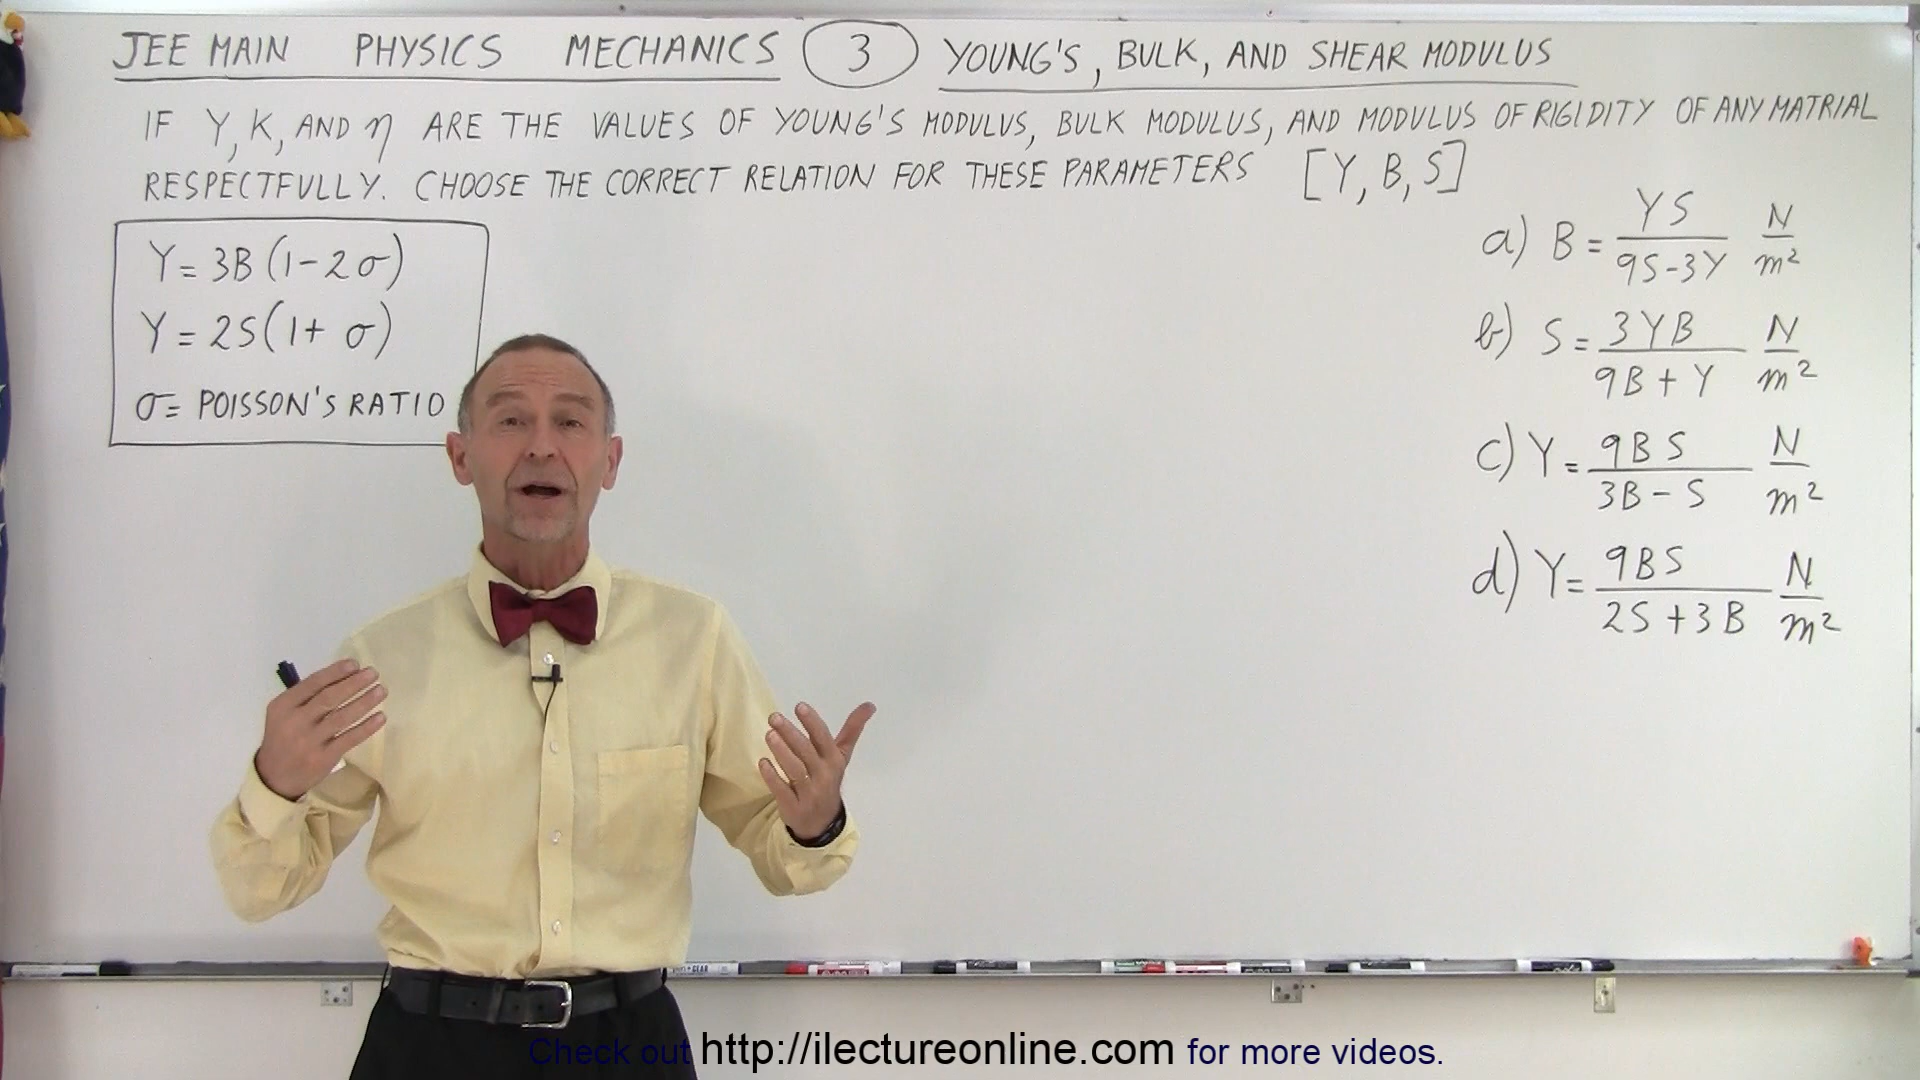 JEE MAIN PHYSICS MECHANICS 3 YOUNG'S, BULK, AND SHEAR MODULUS
IF Y, K, AND η ARE THE VALUES OF YOUNG'S MODULUS, BULK MODULUS, AND MODULUS OF RIGIDITY OF ANY MATRIAL
RESPECTFULLY. CHOOSE THE CORRECT RELATION FOR THESE PARAMETERS [Y, B, S]
Y = 3B (1 - 2σ)
Y = 2S (1 + σ)
σ = POISSON'S RATIO
a) B = YS / 9S - 3Y N / m²
b) S = 3YB / 9B + Y N / m²
c) Y = 9BS / 3B - S N / m²
d) Y = 9BS / 2S + 3B N / m²
Check out http://ilectureonline.com for more videos.